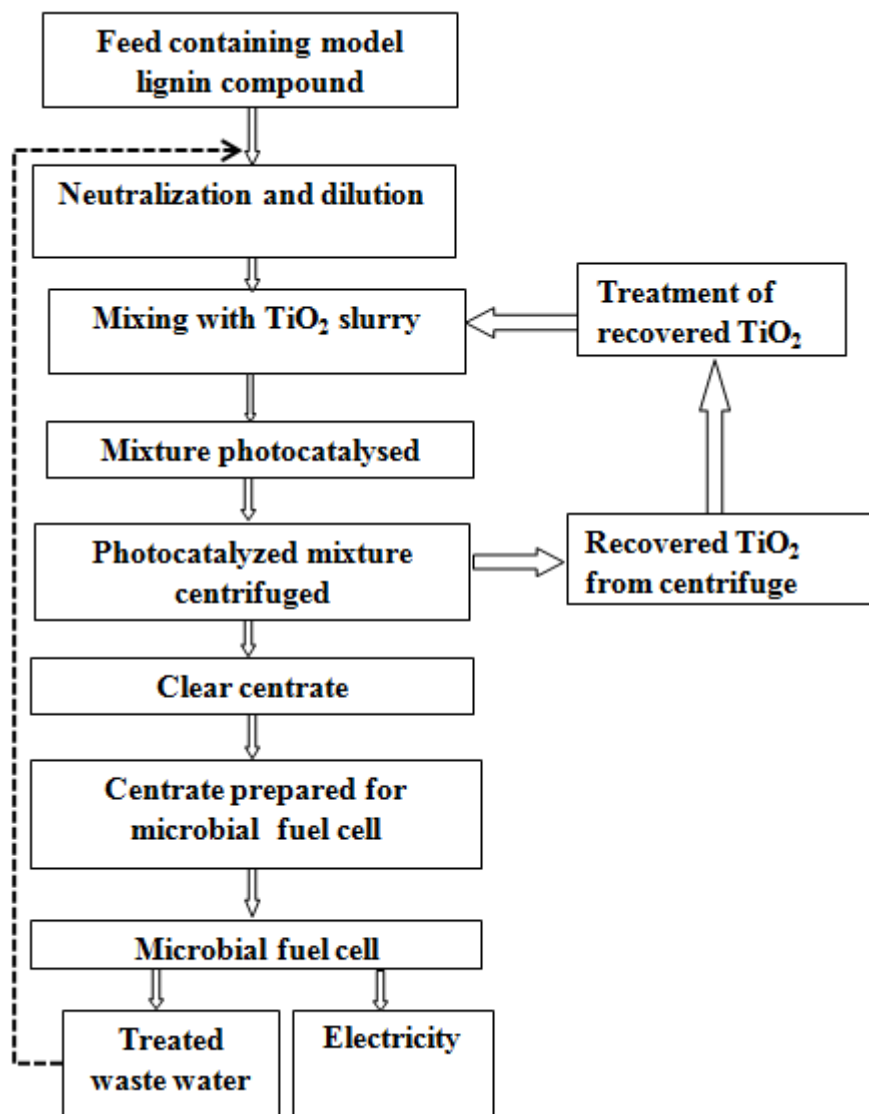 Feed containing model
lignin compound
Neutralization and dilution
Mixing with TiO₂ slurry
Treatment of
recovered TiO₂
Mixture photocatalysed
Photocatalyzed mixture
centrifuged
Recovered TiO₂
from centrifuge
Clear centrate
Centrate prepared for
microbial fuel cell
Microbial fuel cell
Treated
waste water
Electricity